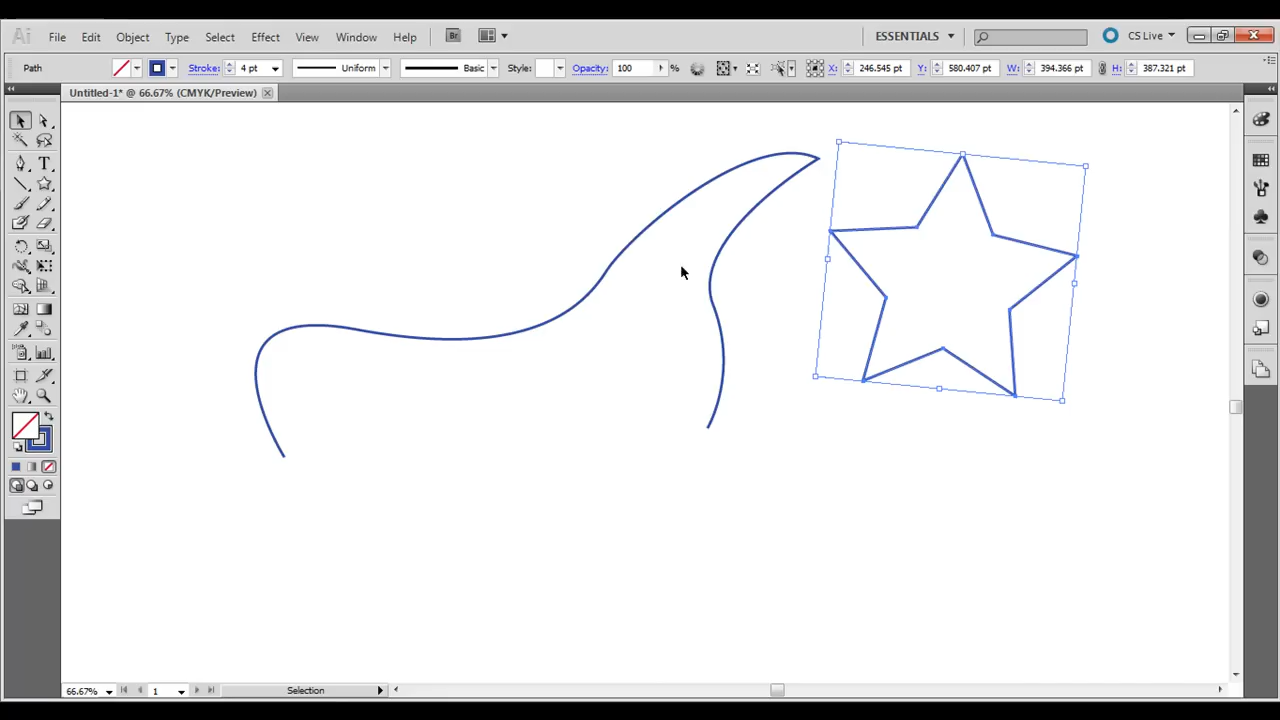 Ai File Edit Object Type Select Effect View Window Help Br ESSENTIALS CS Live
Path Stroke: 4 pt Uniform Basic Style: Opacity: 100 % X: 246.545 pt Y: 580.407 pt W: 394.366 pt H: 387.321 pt
Untitled-1* @ 66.67% (CMYK/Preview)
T
66.67% 1 Selection